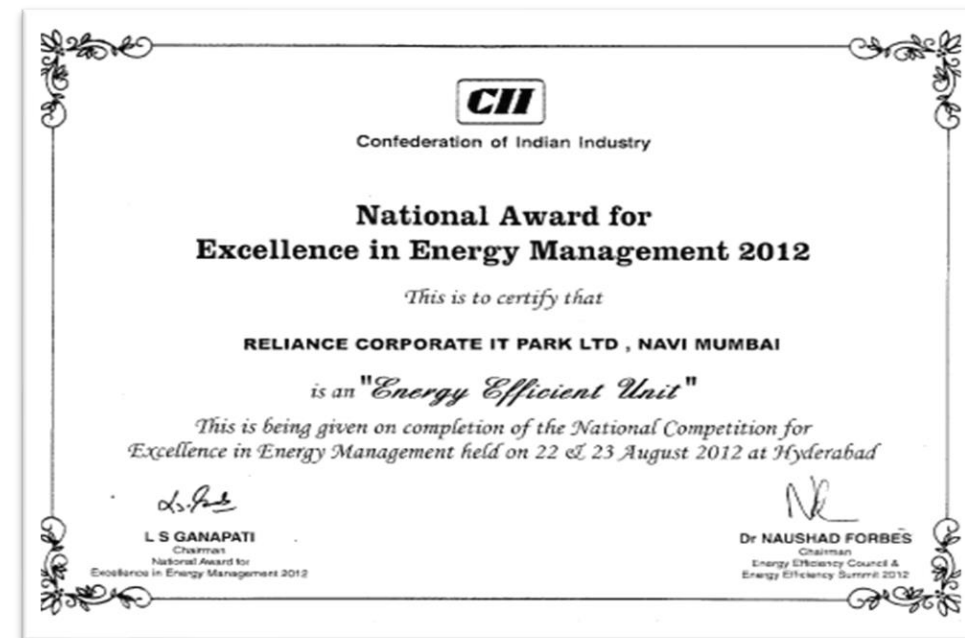 CII
Confederation of Indian Industry
National Award for
Excellence in Energy Management 2012
This is to certify that
RELIANCE CORPORATE IT PARK LTD , NAVI MUMBAI
is an "Energy Efficient Unit"
This is being given on completion of the National Competition for
Excellence in Energy Management held on 22 & 23 August 2012 at Hyderabad
L S GANAPATI
Chairman
National Award for
Excellence in Energy Management 2012
Dr NAUSHAD FORBES
Chairman
Energy Efficiency Council &
Energy Efficiency Summit 2012